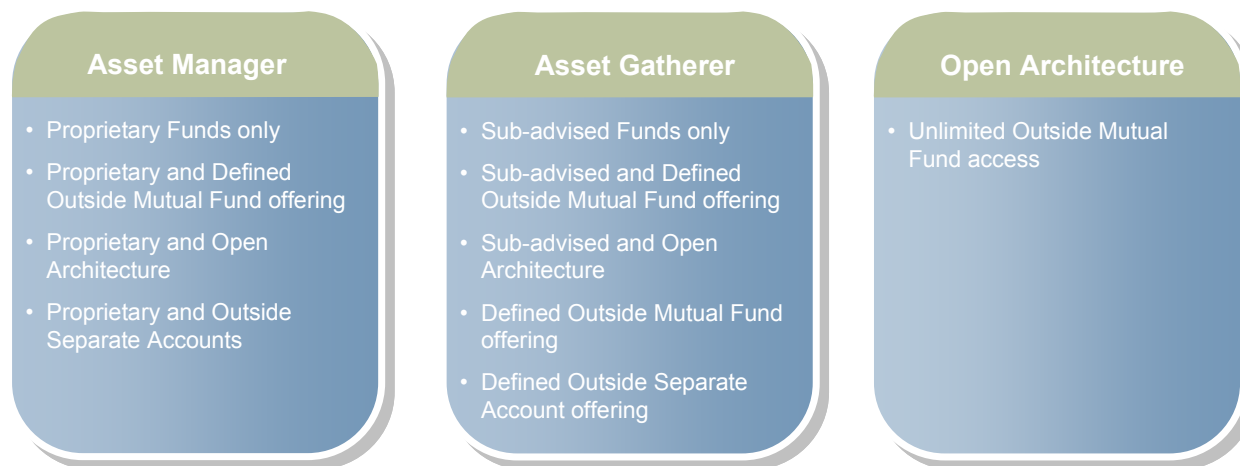 Asset Manager
• Proprietary Funds only
• Proprietary and Defined
Outside Mutual Fund offering
• Proprietary and Open
Architecture
• Proprietary and Outside
Separate Accounts
Asset Gatherer
• Sub-advised Funds only
• Sub-advised and Defined
Outside Mutual Fund offering
• Sub-advised and Open
Architecture
• Defined Outside Mutual Fund
offering
• Defined Outside Separate
Account offering
Open Architecture
• Unlimited Outside Mutual
Fund access